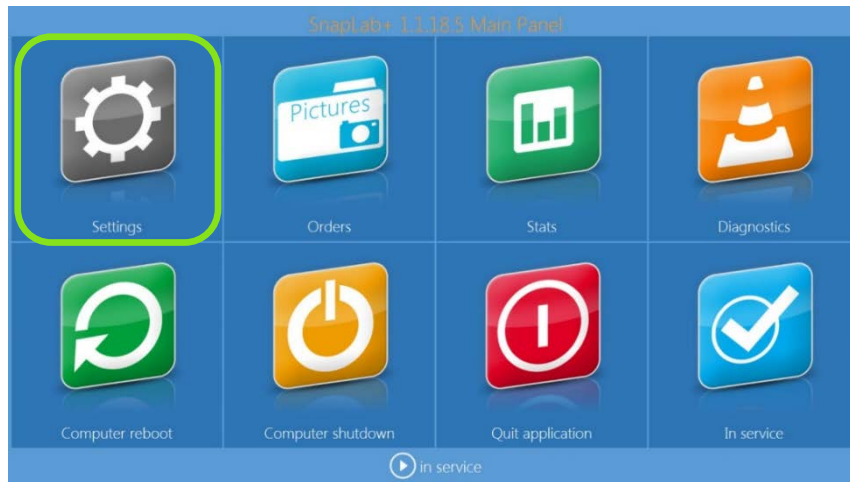 SnapLab+ 1.1.18.5 Main Panel
Pictures
Settings Orders Stats Diagnostics
Computer reboot Computer shutdown Quit application In service
in service